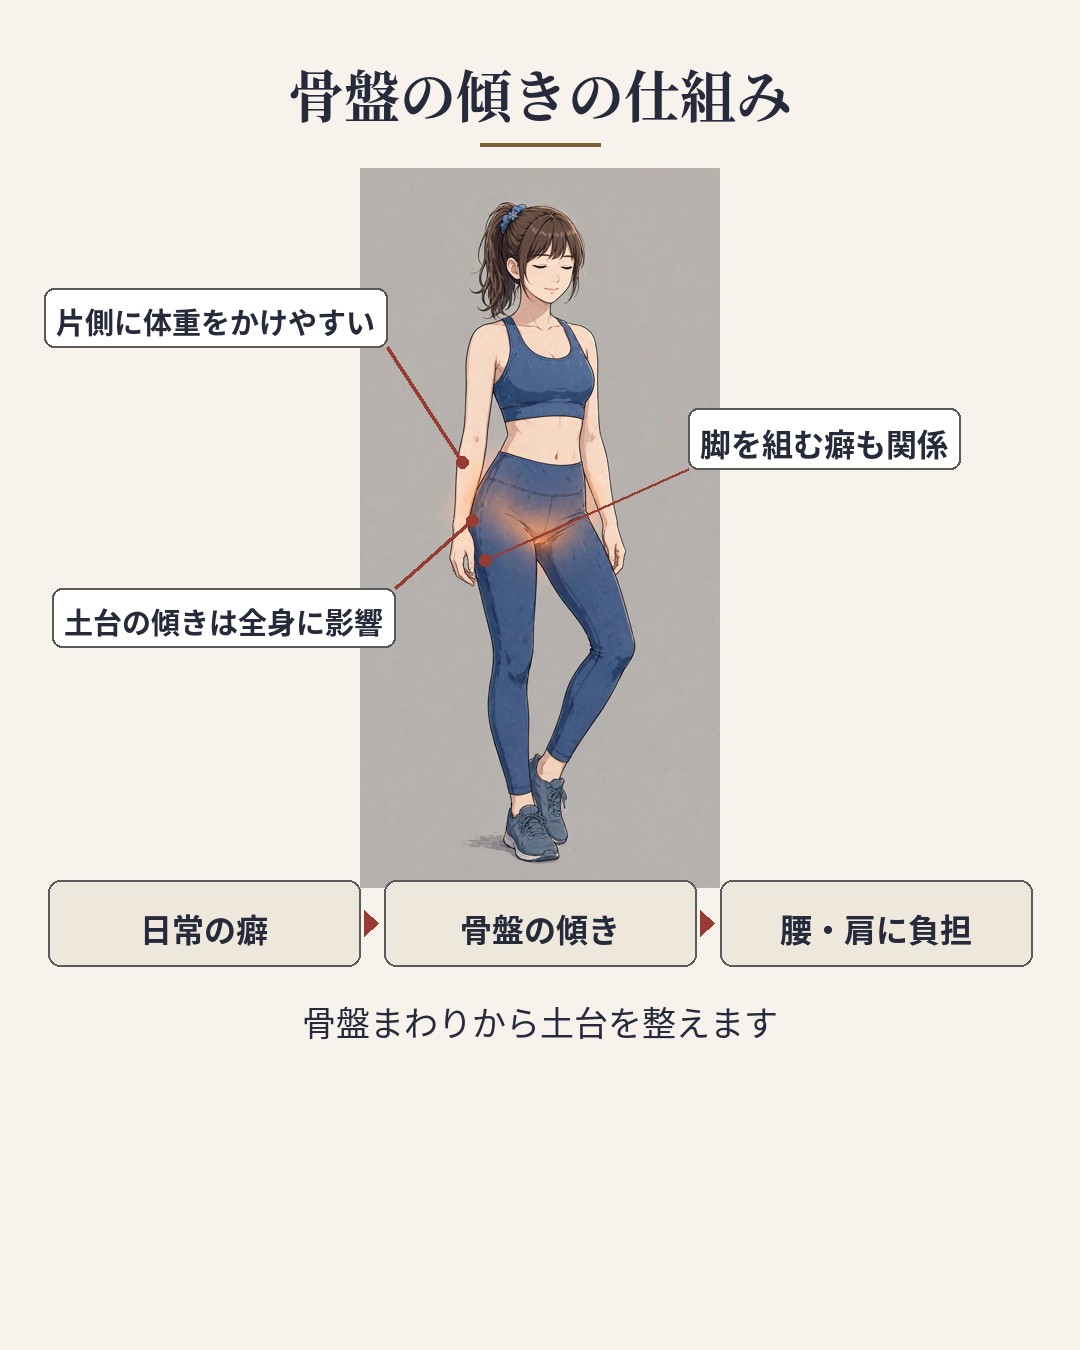 骨盤の傾きの仕組み
片側に体重をかけやすい
脚を組む癖も関係
土台の傾きは全身に影響
日常の癖
骨盤の傾き
腰・肩に負担
骨盤まわりから土台を整えます